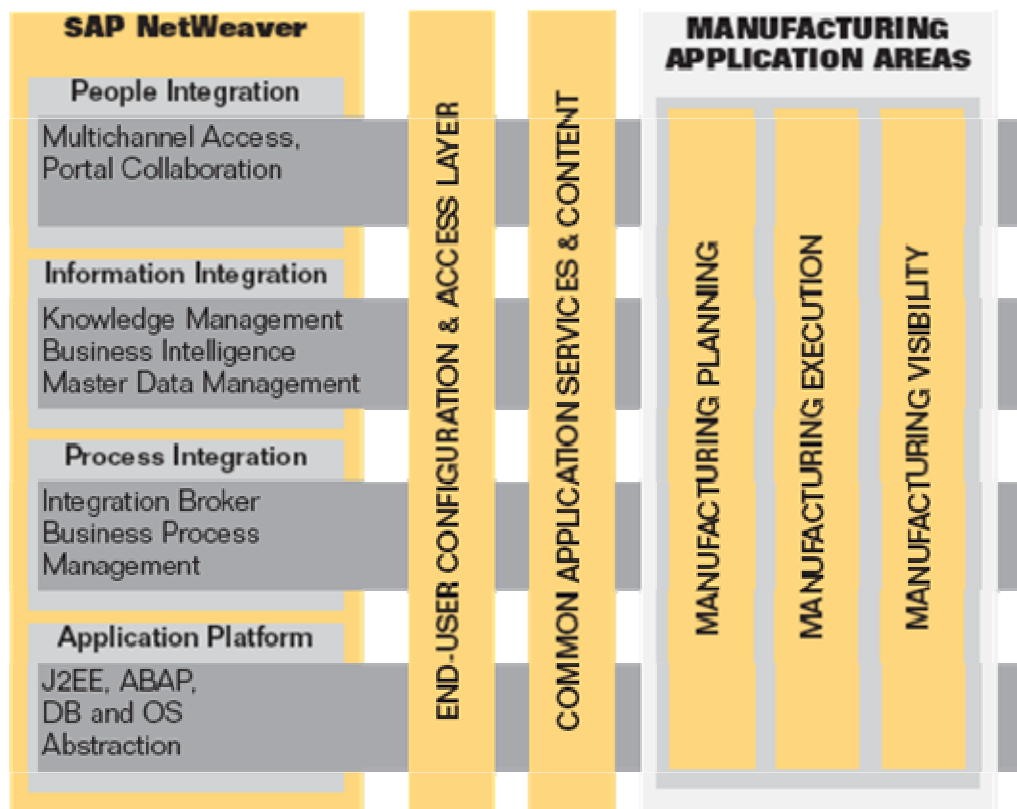 SAP NetWeaver
People Integration
Multichannel Access,
Portal Collaboration
Information Integration
Knowledge Management
Business Intelligence
Master Data Management
Process Integration
Integration Broker
Business Process
Management
Application Platform
J2EE, ABAP,
DB and OS
Abstraction
END-USER CONFIGURATION & ACCESS LAYER
COMMON APPLICATION SERVICES & CONTENT
MANUFACTURING
APPLICATION AREAS
MANUFACTURING PLANNING
MANUFACTURING EXECUTION
MANUFACTURING VISIBILITY